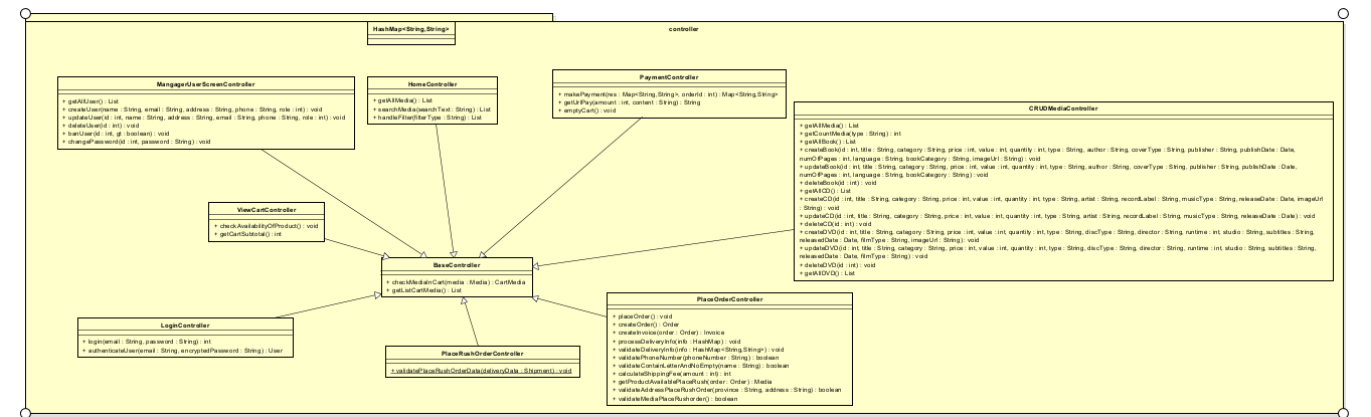 HashMap<String,String>
controller
MangagerUserScreenController
+ getAllUser() : List
+ createUser(name : String, email : String, address : String, phone : String, role : int) : void
+ updateUser(id : int, name : String, address : String, email : String, phone : String, role : int) : void
+ deleteUser(id : int) : void
+ banUser(id : int, gt : boolean) : void
+ changePassword(id : int, password : String) : void
HomeController
+ getAllMedia() : List
+ searchMedia(searchText : String) : List
+ handleFilter(filterType : String) : List
PaymentController
+ makePayment(res : Map<String,String>, orderId : int) : Map<String,String>
+ getUrlPay(amount : int, content : String) : String
+ emptyCart() : void
CRUDMediaController
+ getAllMedia() : List
+ getCountMedia(type : String) : int
+ getAllBook() : List
+ createBook(id : int, title : String, category : String, price : int, value : int, quantity : int, type : String, author : String, coverType : String, publisher : String, publishDate : Date,
numOfPages : int, language : String, bookCategory : String, imageUrl : String) : void
+ updateBook(id : int, title : String, category : String, price : int, value : int, quantity : int, type : String, author : String, coverType : String, publisher : String, publishDate : Date,
numOfPages : int, language : String, bookCategory : String) : void
+ deleteBook(id : int) : void
+ getAllCD() : List
+ createCD(id : int, title : String, category : String, price : int, value : int, quantity : int, type : String, artist : String, recordLabel : String, musicType : String, releaseDate : Date, imageUrl
: String) : void
+ updateCD(id : int, title : String, category : String, price : int, value : int, quantity : int, type : String, artist : String, recordLabel : String, musicType : String, releaseDate : Date) : void
+ deleteCD(id : int) : void
+ createDVD(id : int, title : String, category : String, price : int, value : int, quantity : int, type : String, discType : String, director : String, runtime : int, studio : String, subtitles : String,
releasedDate : Date, filmType : String, imageUrl : String) : void
+ updateDVD(id : int, title : String, category : String, price : int, value : int, quantity : int, type : String, discType : String, director : String, runtime : int, studio : String, subtitles : String,
releasedDate : Date, filmType : String) : void
+ deleteDVD(id : int) : void
+ getAllDVD() : List
ViewCartController
+ checkAvailabilityOfProduct() : void
+ getCartSubtotal() : int
BaseController
+ checkMediaInCart(media : Media) : CartMedia
+ getListCartMedia() : List
LoginController
+ login(email : String, password : String) : int
+ authenticateUser(email : String, encryptedPassword : String) : User
PlaceRushOrderController
+ validatePlaceRushOrderData(deliveryData : Shipment) : void
PlaceOrderController
+ placeOrder() : void
+ createOrder() : Order
+ createInvoice(order : Order) : Invoice
+ processDeliveryInfo(info : HashMap) : void
+ validateDeliveryInfo(info : HashMap<String,String>) : void
+ validatePhoneNumber(phoneNumber : String) : boolean
+ validateContainLetterAndNoEmpty(name : String) : boolean
+ calculateShippingFee(amount : int) : int
+ getProductAvailablePlaceRush(order : Order) : Media
+ validateAddressPlaceRushOrder(province : String, address : String) : boolean
+ validateMediaPlaceRushorder() : boolean